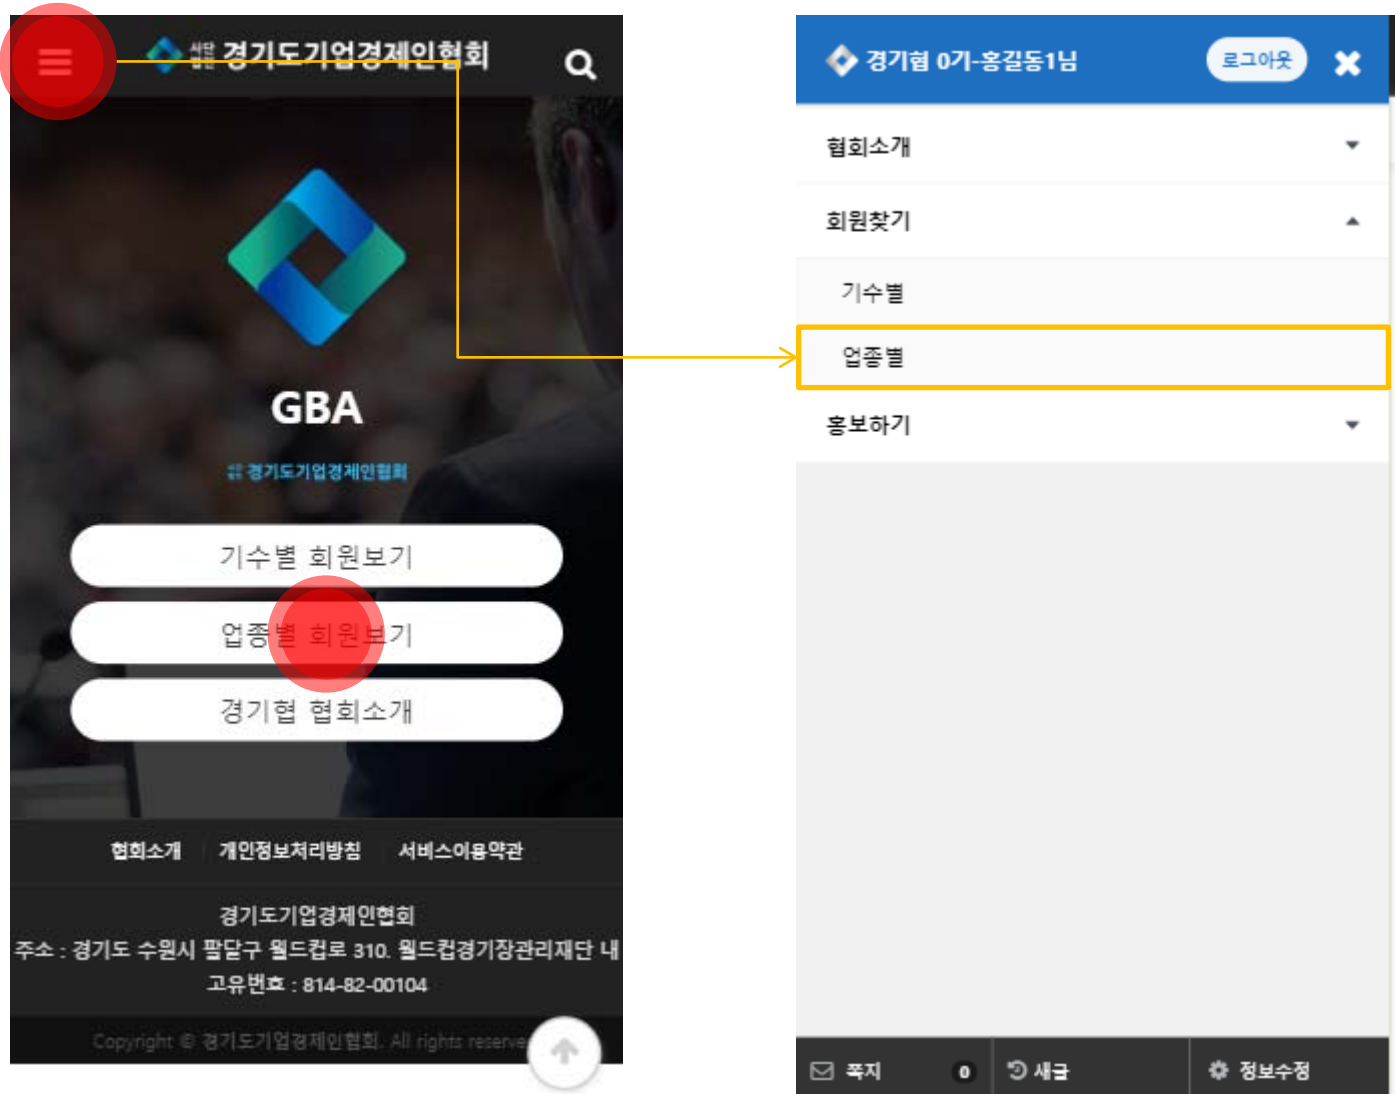 사단법인 경기도기업경제인협회
GBA
사단법인 경기도기업경제인협회
기수별 회원보기
업종별 회원보기
경기협 협회소개
협회소개 개인정보처리방침 서비스이용약관
경기도기업경제인협회
주소 : 경기도 수원시 팔달구 월드컵로 310. 월드컵경기장관리재단 내
고유번호 : 814-82-00104
Copyright © 경기도기업경제인협회. All rights reserve
경기협 0기-홍길동1님 로그아웃
협회소개
회원찾기
기수별
업종별
홍보하기
쪽지 0 새글 정보수정